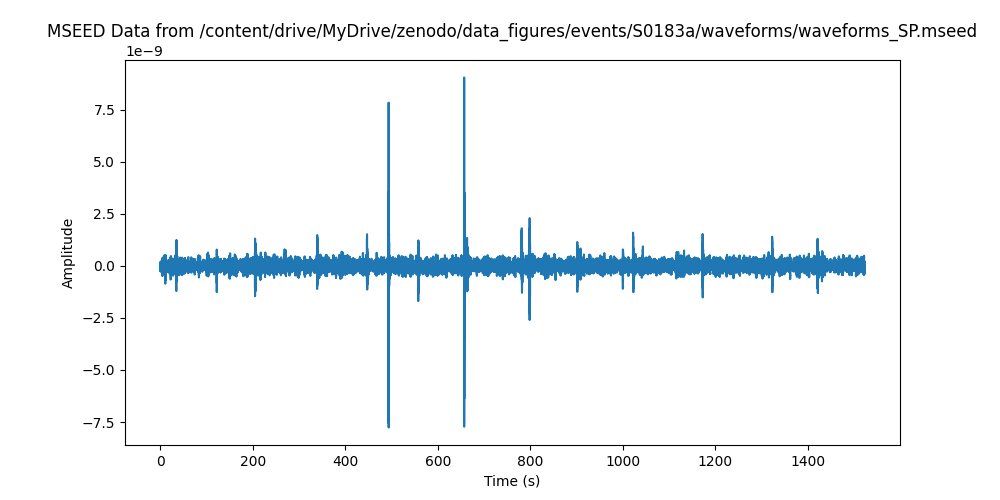 MSEED Data from /content/drive/MyDrive/zenodo/data_figures/events/S0183a/waveforms/waveforms_SP.mseed
1e−9
7.5
5.0
2.5
0.0
−2.5
−5.0
−7.5
Amplitude
0 200 400 600 800 1000 1200 1400
Time (s)